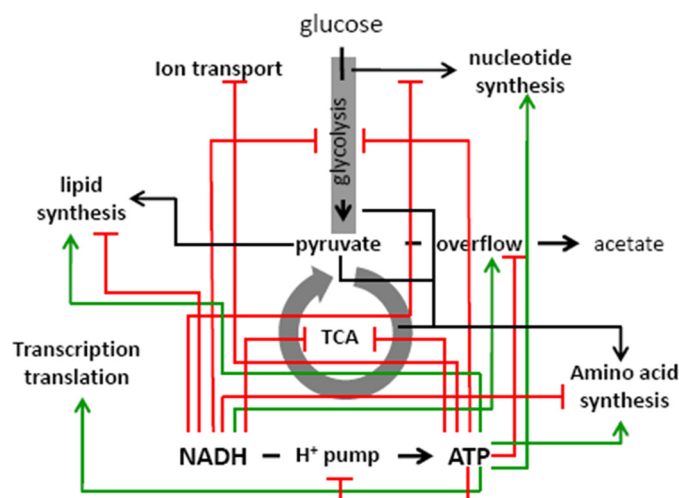 glucose
Ion transport
nucleotide
synthesis
glycolysis
lipid
synthesis
pyruvate
overflow
acetate
TCA
Transcription
translation
Amino acid
synthesis
NADH
H⁺ pump
ATP